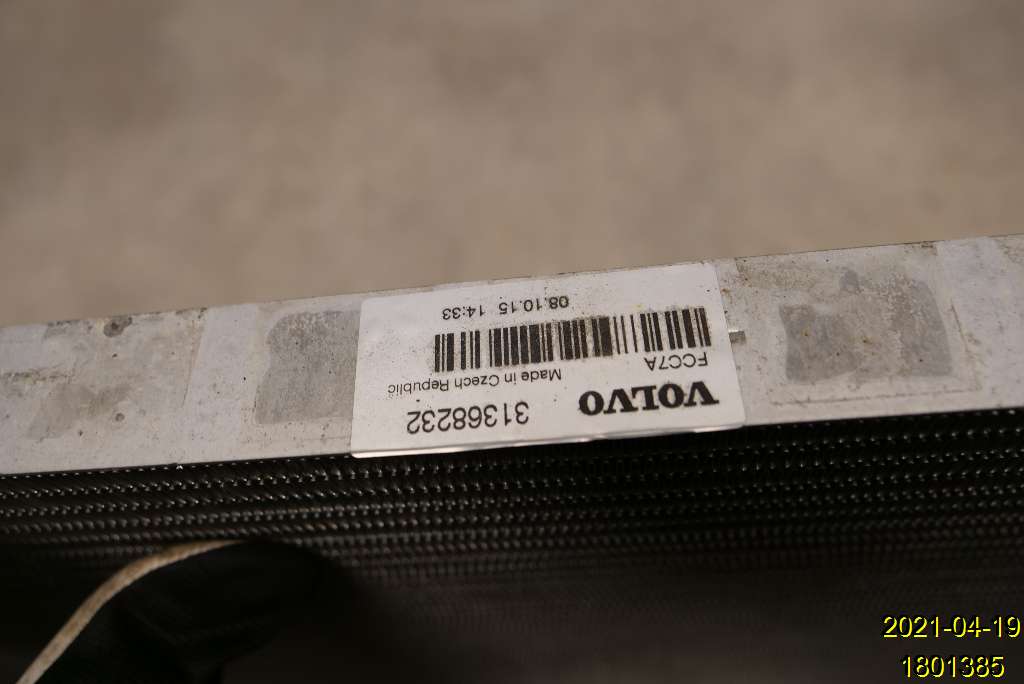 VOLVO 31368232
FCC7A Made in Czech Republic
08.10.15 14:33
2021-04-19
1801385